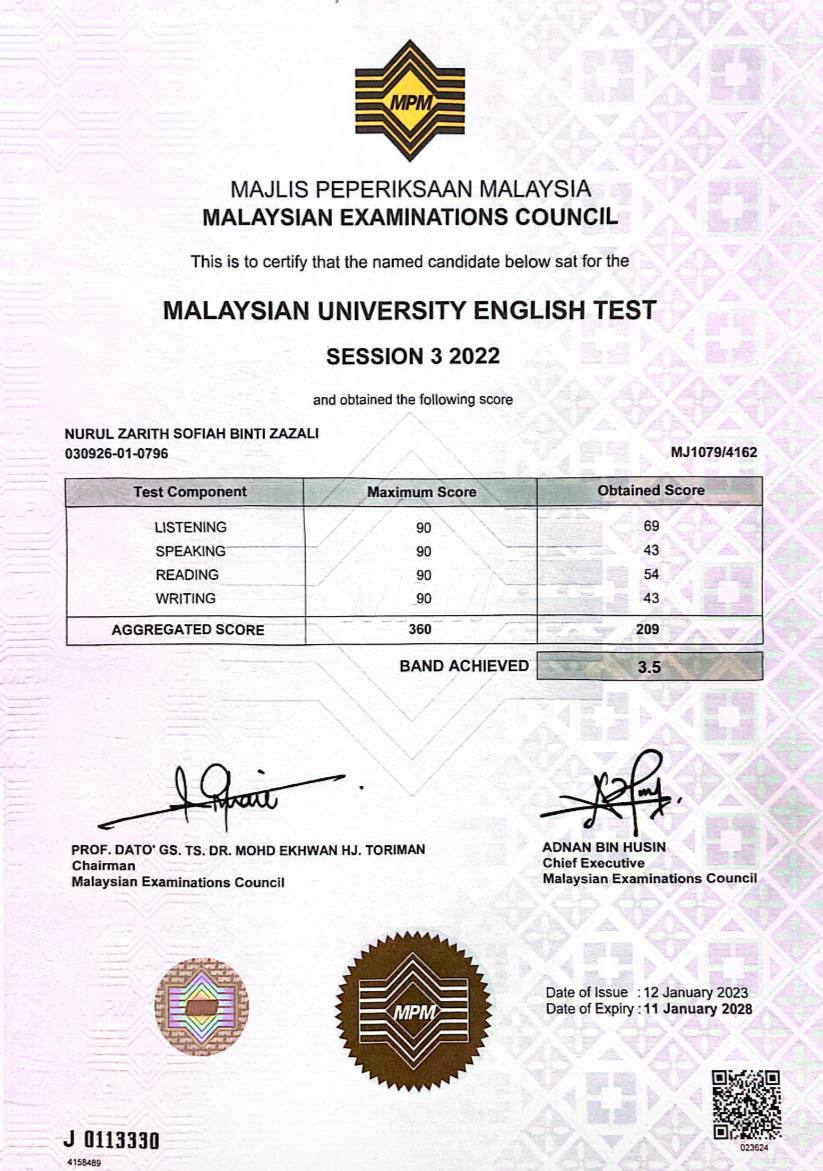 MPM
MAJLIS PEPERIKSAAN MALAYSIA
MALAYSIAN EXAMINATIONS COUNCIL
This is to certify that the named candidate below sat for the
MALAYSIAN UNIVERSITY ENGLISH TEST
SESSION 3 2022
and obtained the following score
NURUL ZARITH SOFIAH BINTI ZAZALI
030926-01-0796 MJ1079/4162
Test Component Maximum Score Obtained Score
LISTENING 90 69
SPEAKING 90 43
READING 90 54
WRITING 90 43
AGGREGATED SCORE 360 209
BAND ACHIEVED 3.5
PROF. DATO' GS. TS. DR. MOHD EKHWAN HJ. TORIMAN
Chairman
Malaysian Examinations Council
ADNAN BIN HUSIN
Chief Executive
Malaysian Examinations Council
MPM
Date of Issue : 12 January 2023
Date of Expiry : 11 January 2028
J 0113330
4158489
023624